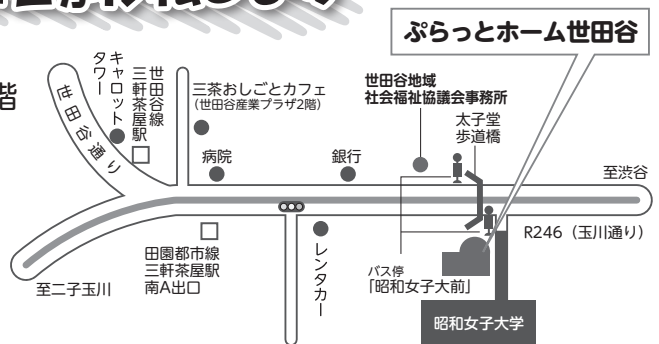 階
ぷらっとホーム世田谷
キャロット
タワー
世田谷線
三軒茶屋駅
世田谷通り
三茶おしごとカフェ
（世田谷産業プラザ2階）
世田谷地域
社会福祉協議会事務所
太子堂
歩道橋
病院
銀行
至渋谷
R246（玉川通り）
田園都市線
三軒茶屋駅
南A出口
レンタカー
バス停
「昭和女子大前」
至二子玉川
昭和女子大学